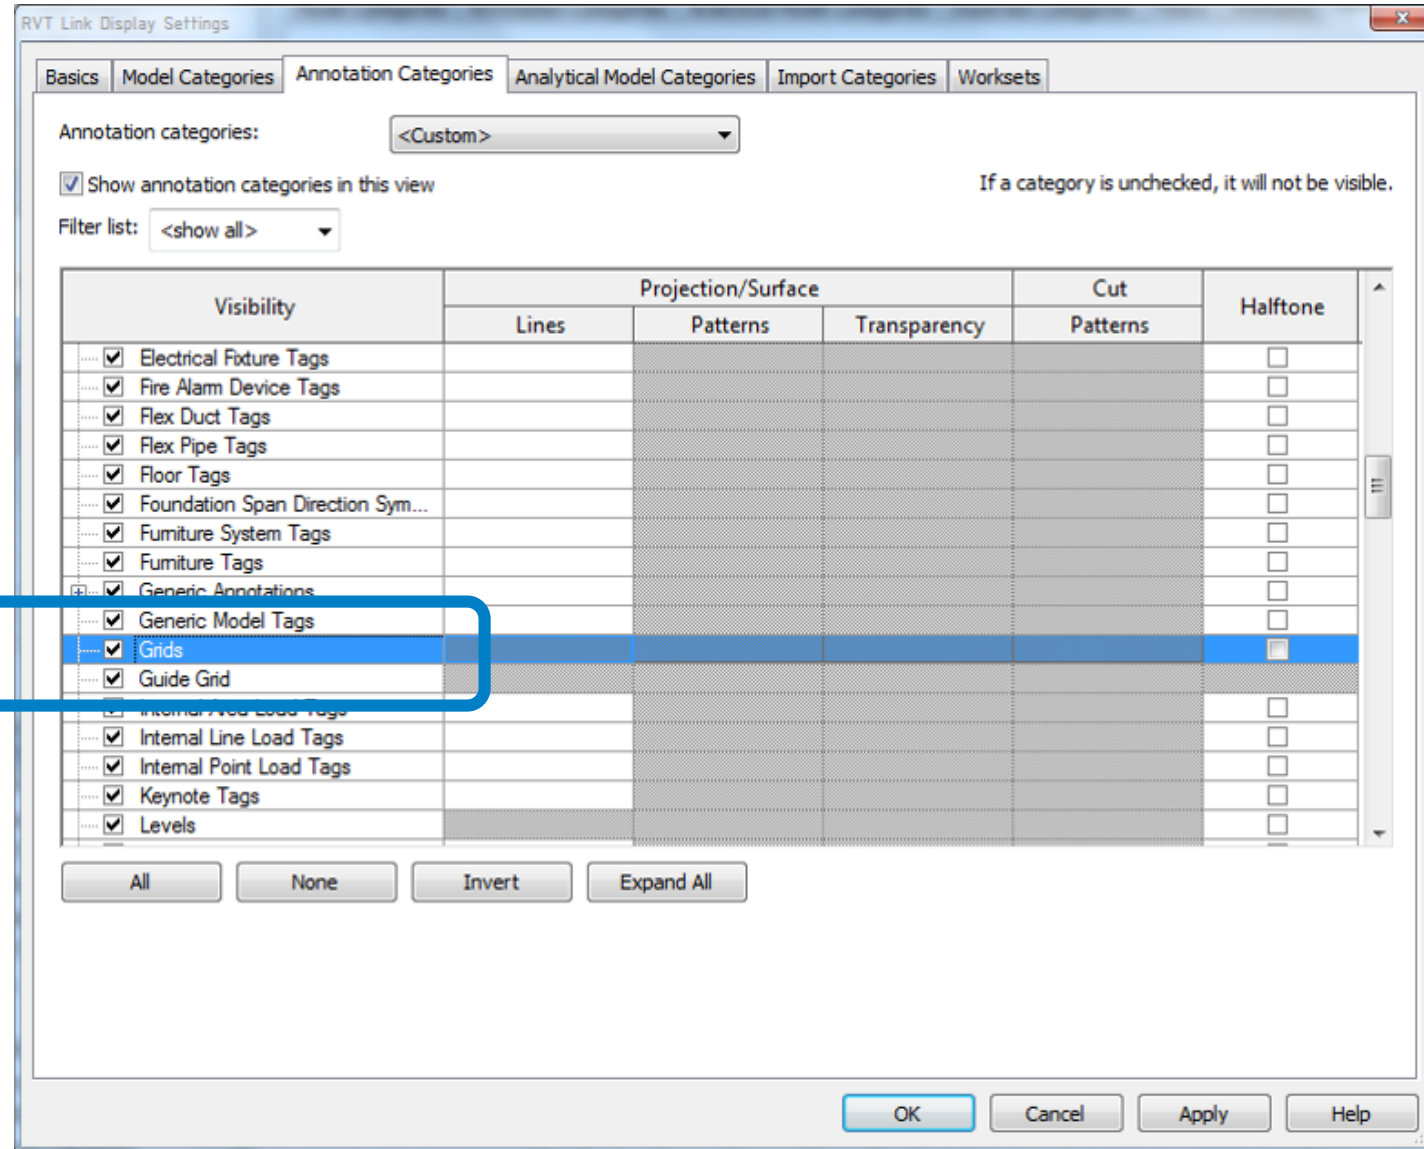 RVT Link Display Settings
Basics Model Categories Annotation Categories Analytical Model Categories Import Categories Worksets
Annotation categories: <Custom>
Show annotation categories in this view If a category is unchecked, it will not be visible.
Filter list: <show all>
Visibility Projection/Surface Cut Halftone
Lines Patterns Transparency Patterns
Electrical Fixture Tags
Fire Alarm Device Tags
Flex Duct Tags
Flex Pipe Tags
Floor Tags
Foundation Span Direction Sym...
Furniture System Tags
Furniture Tags
Generic Annotations
Generic Model Tags
Grids
Guide Grid
Internal Area Load Tags
Internal Line Load Tags
Internal Point Load Tags
Keynote Tags
Levels
All None Invert Expand All
OK Cancel Apply Help